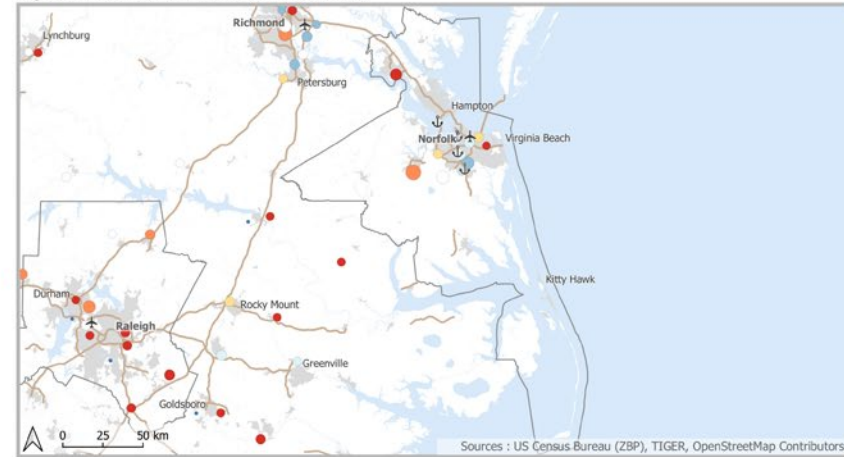 Richmond
Lynchburg
Petersburg
Hampton
Norfolk
Virginia Beach
Kitty Hawk
Durham
Rocky Mount
Raleigh
Greenville
Goldsboro
0 25 50 km
Sources : US Census Bureau (ZBP), TIGER, OpenStreetMap Contributors